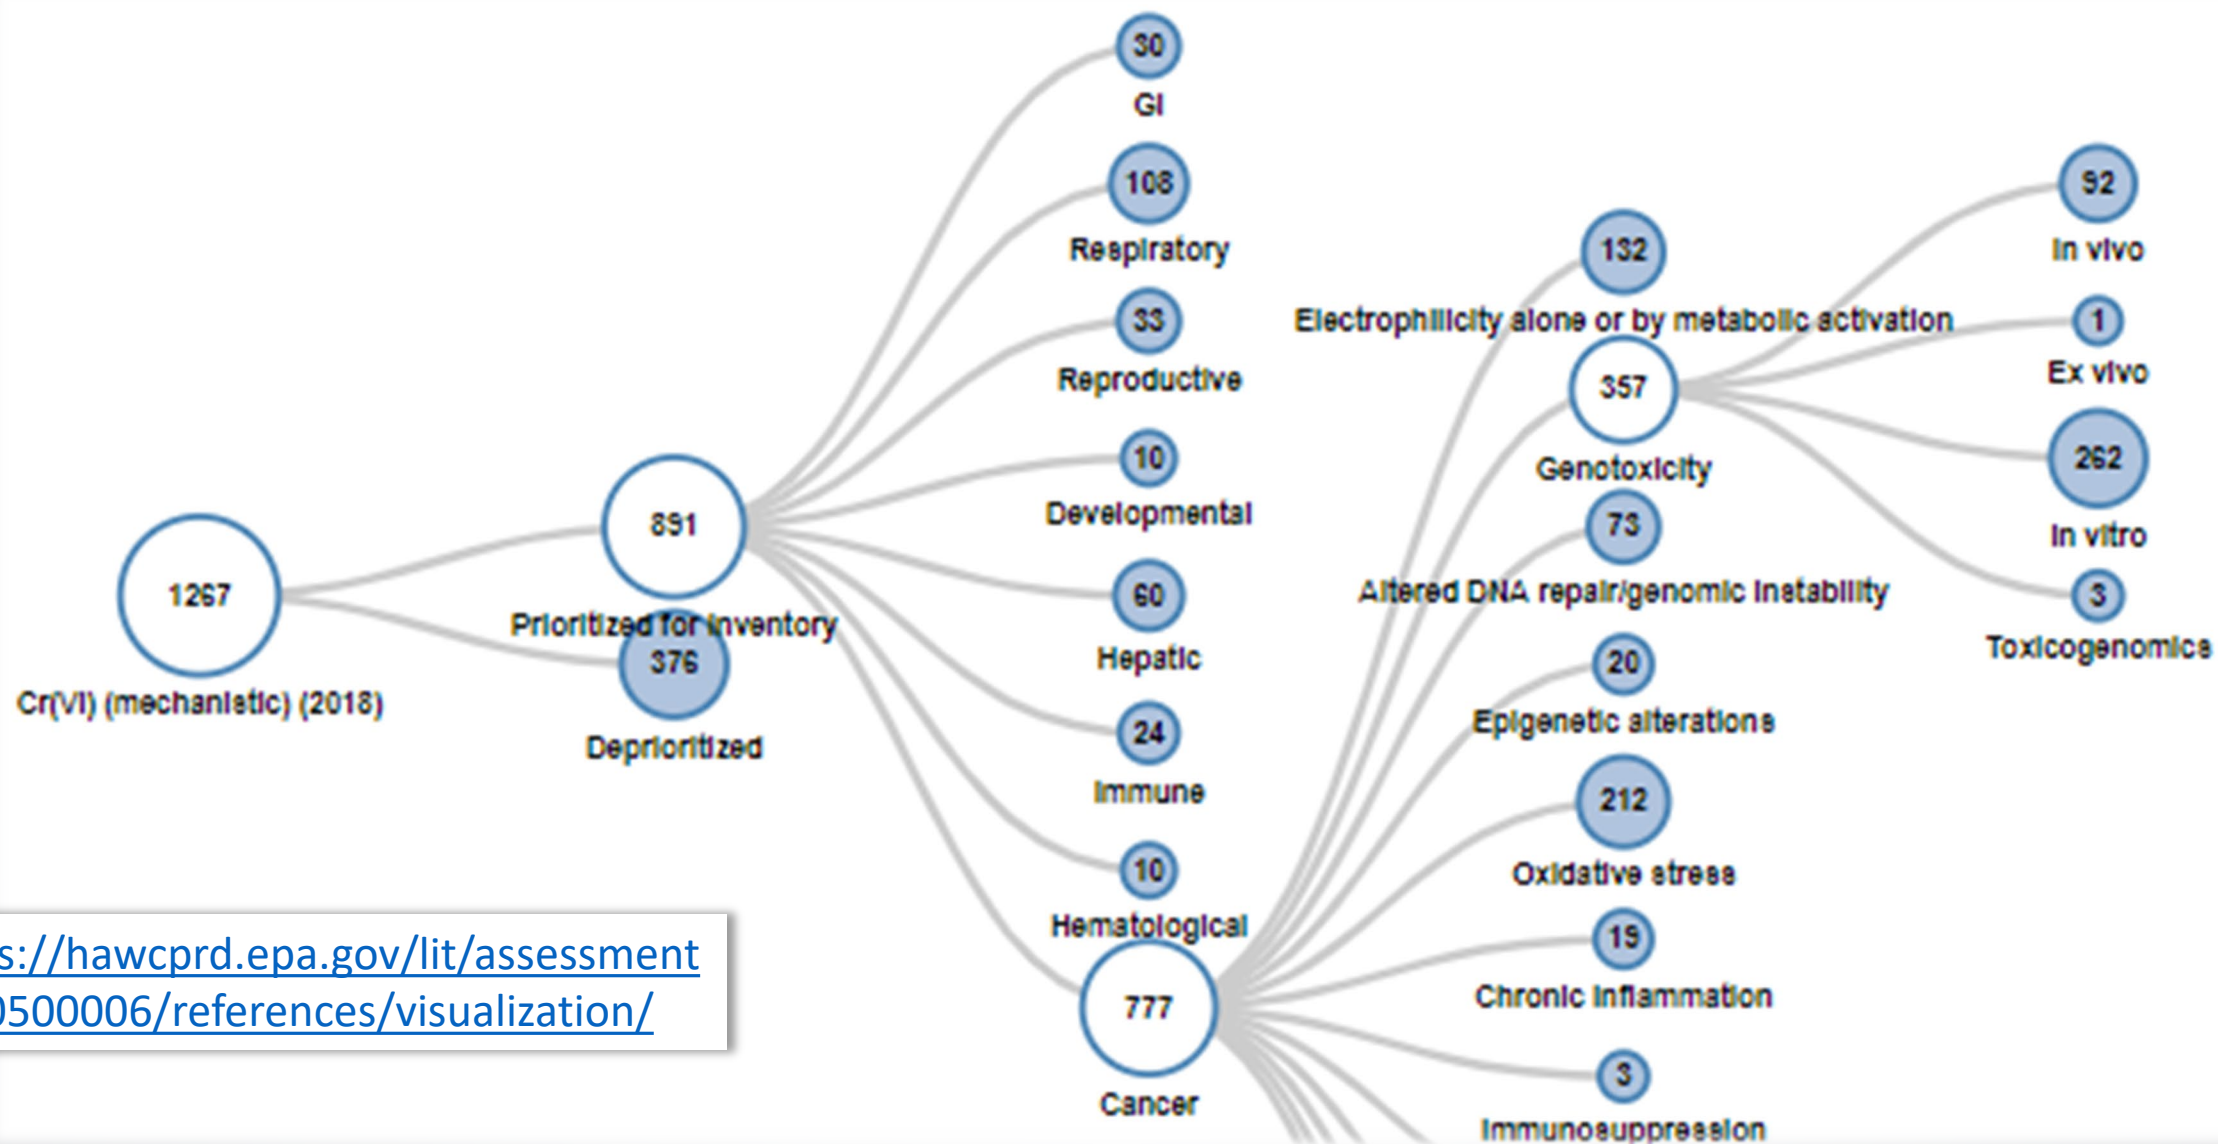 1267
Cr(VI) (mechanistic) (2018)
891
Prioritized for Inventory
376
Deprioritized
30
GI
108
Respiratory
33
Reproductive
10
Developmental
60
Hepatic
24
Immune
10
Hematological
777
Cancer
132
Electrophilicity alone or by metabolic activation
357
Genotoxicity
73
Altered DNA repair/genomic instability
20
Epigenetic alterations
212
Oxidative stress
19
Chronic inflammation
3
Immunosuppression
92
In vivo
1
Ex vivo
262
In vitro
3
Toxicogenomics
s://hawcprd.epa.gov/lit/assessment
0500006/references/visualization/